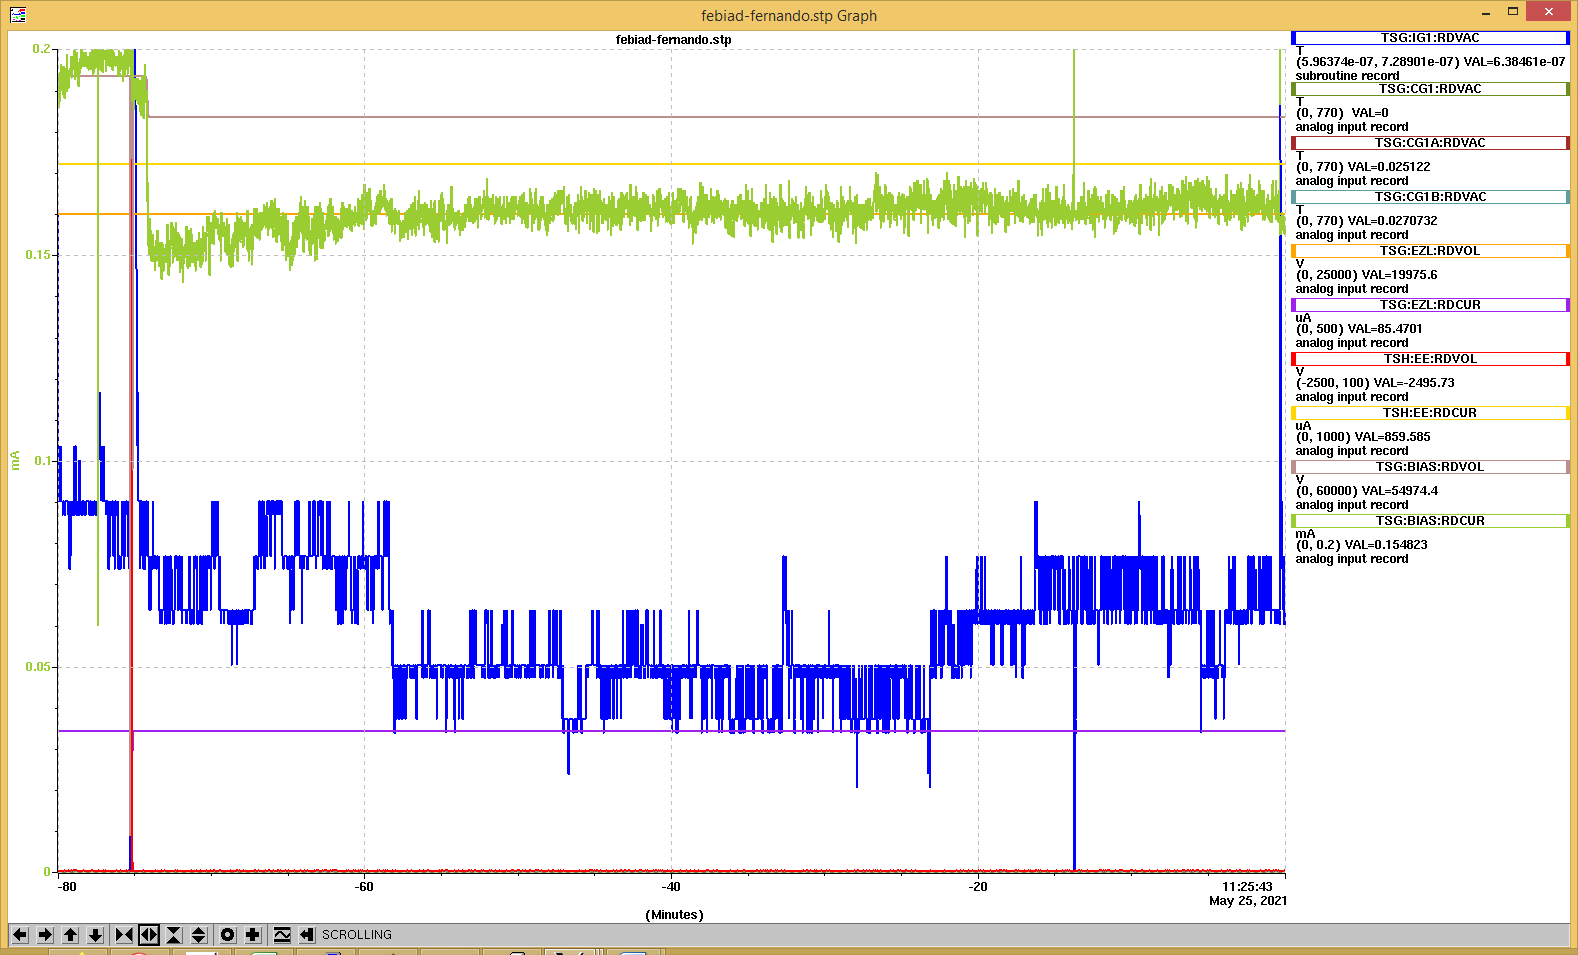 febiad-fernando.stp Graph
febiad-fernando.stp
0.2
0.15
0.1
0.05
0
mA
-80
-60
-40
-20
11:25:43
May 25, 2021
(Minutes)
TSG:IG1:RDVAC
T
(5.96374e-07, 7.28901e-07) VAL=6.38461e-07
subroutine record
TSG:CG1:RDVAC
T
(0, 770) VAL=0
analog input record
TSG:CG1A:RDVAC
T
(0, 770) VAL=0.025122
analog input record
TSG:CG1B:RDVAC
T
(0, 770) VAL=0.0270732
analog input record
TSG:EZL:RDVOL
V
(0, 25000) VAL=19975.6
analog input record
TSG:EZL:RDCUR
uA
(0, 500) VAL=85.4701
analog input record
TSH:EE:RDVOL
V
(-2500, 100) VAL=-2495.73
analog input record
TSH:EE:RDCUR
uA
(0, 1000) VAL=859.585
analog input record
TSG:BIAS:RDVOL
V
(0, 60000) VAL=54974.4
analog input record
TSG:BIAS:RDCUR
mA
(0, 0.2) VAL=0.154823
analog input record
SCROLLING